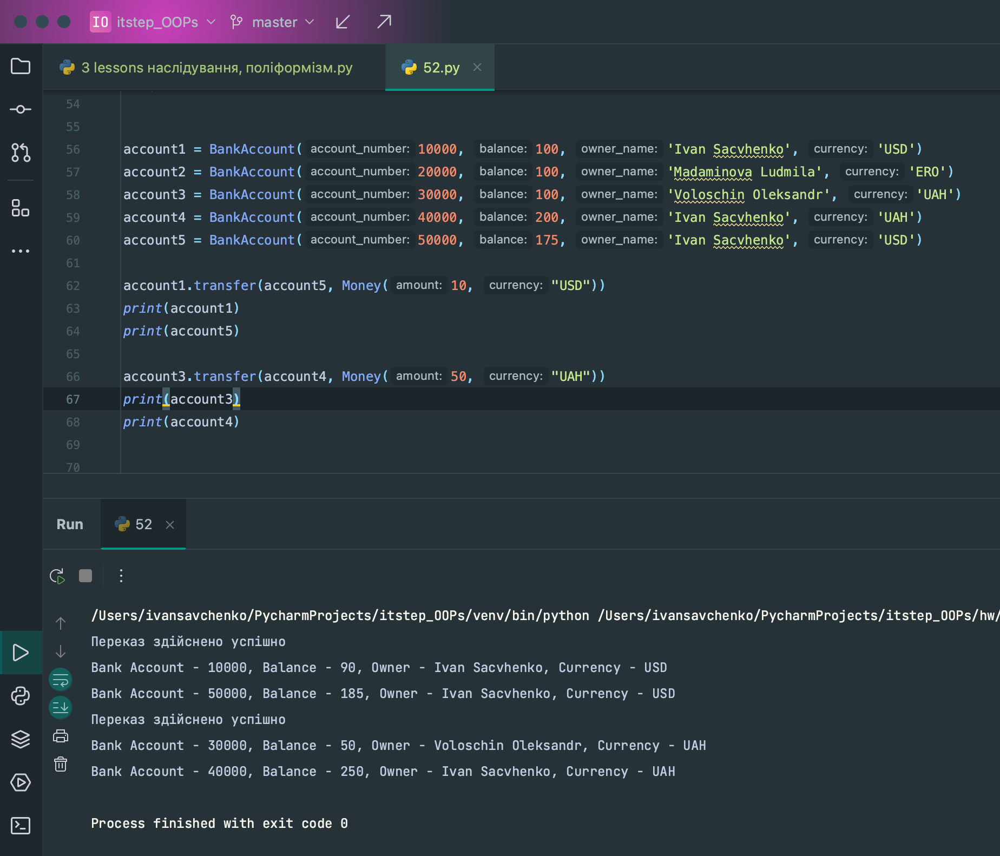 IO itstep_OOPs master
3 lessons наслідування, поліформізм.py 52.py
54
55
56 account1 = BankAccount( account_number: 10000, balance: 100, owner_name: 'Ivan Sacvhenko', currency: 'USD')
57 account2 = BankAccount( account_number: 20000, balance: 100, owner_name: 'Madaminova Ludmila', currency: 'ERO')
58 account3 = BankAccount( account_number: 30000, balance: 100, owner_name: 'Voloschin Oleksandr', currency: 'UAH')
59 account4 = BankAccount( account_number: 40000, balance: 200, owner_name: 'Ivan Sacvhenko', currency: 'UAH')
60 account5 = BankAccount( account_number: 50000, balance: 175, owner_name: 'Ivan Sacvhenko', currency: 'USD')
61
62 account1.transfer(account5, Money( amount: 10, currency: "USD"))
63 print(account1)
64 print(account5)
65
66 account3.transfer(account4, Money( amount: 50, currency: "UAH"))
67 print(account3)
68 print(account4)
69
70
Run 52
/Users/ivansavchenko/PycharmProjects/itstep_OOPs/venv/bin/python /Users/ivansavchenko/PycharmProjects/itstep_OOPs/hw/
Переказ здійснено успішно
Bank Account - 10000, Balance - 90, Owner - Ivan Sacvhenko, Currency - USD
Bank Account - 50000, Balance - 185, Owner - Ivan Sacvhenko, Currency - USD
Переказ здійснено успішно
Bank Account - 30000, Balance - 50, Owner - Voloschin Oleksandr, Currency - UAH
Bank Account - 40000, Balance - 250, Owner - Ivan Sacvhenko, Currency - UAH
Process finished with exit code 0